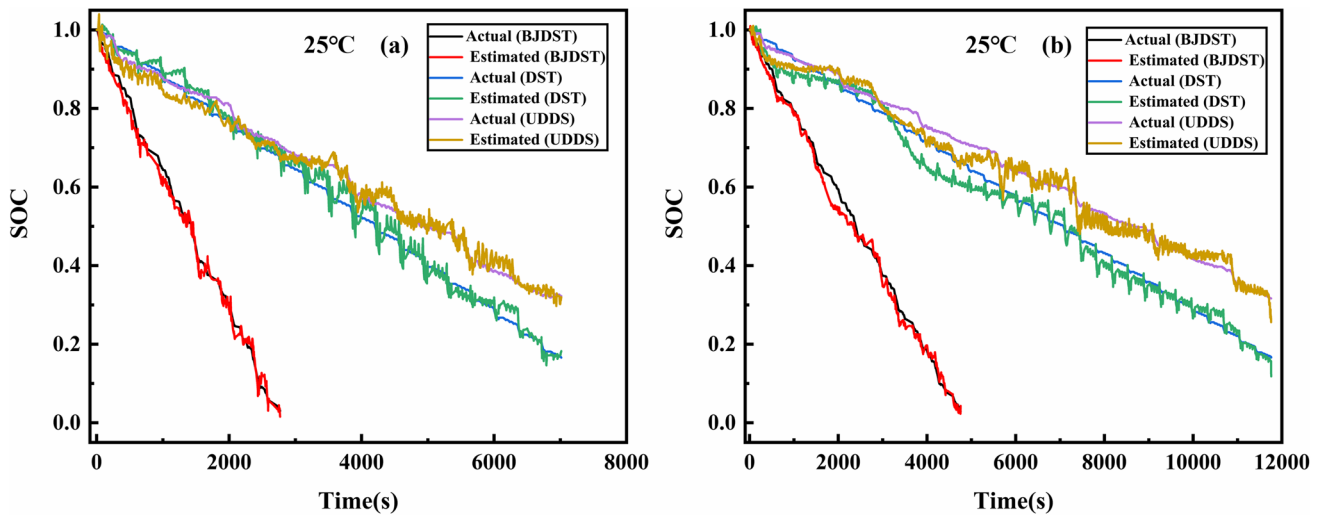 25℃ (a)
Actual (BJDST)
Estimated (BJDST)
Actual (DST)
Estimated (DST)
Actual (UDDS)
Estimated (UDDS)
SOC
1.0
0.8
0.6
0.4
0.2
0.0
0 2000 4000 6000 8000
Time(s)
25℃ (b)
Actual (BJDST)
Estimated (BJDST)
Actual (DST)
Estimated (DST)
Actual (UDDS)
Estimated (UDDS)
SOC
1.0
0.8
0.6
0.4
0.2
0.0
0 2000 4000 6000 8000 10000 12000
Time(s)